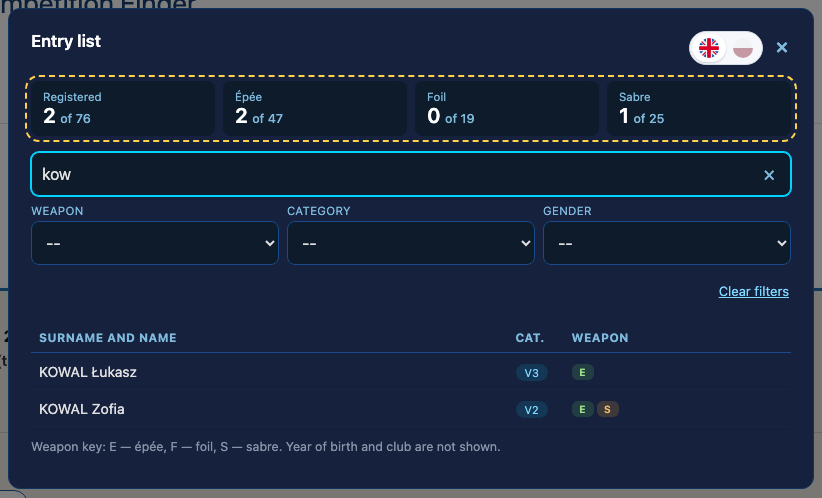 ompetition Finder
Entry list ×
Registered Épée Foil Sabre
2 of 76 2 of 47 0 of 19 1 of 25
kow ×
WEAPON CATEGORY GENDER
-- -- --
Clear filters
SURNAME AND NAME CAT. WEAPON
KOWAL Łukasz V3 E
KOWAL Zofia V2 E S
Weapon key: E — épée, F — foil, S — sabre. Year of birth and club are not shown.